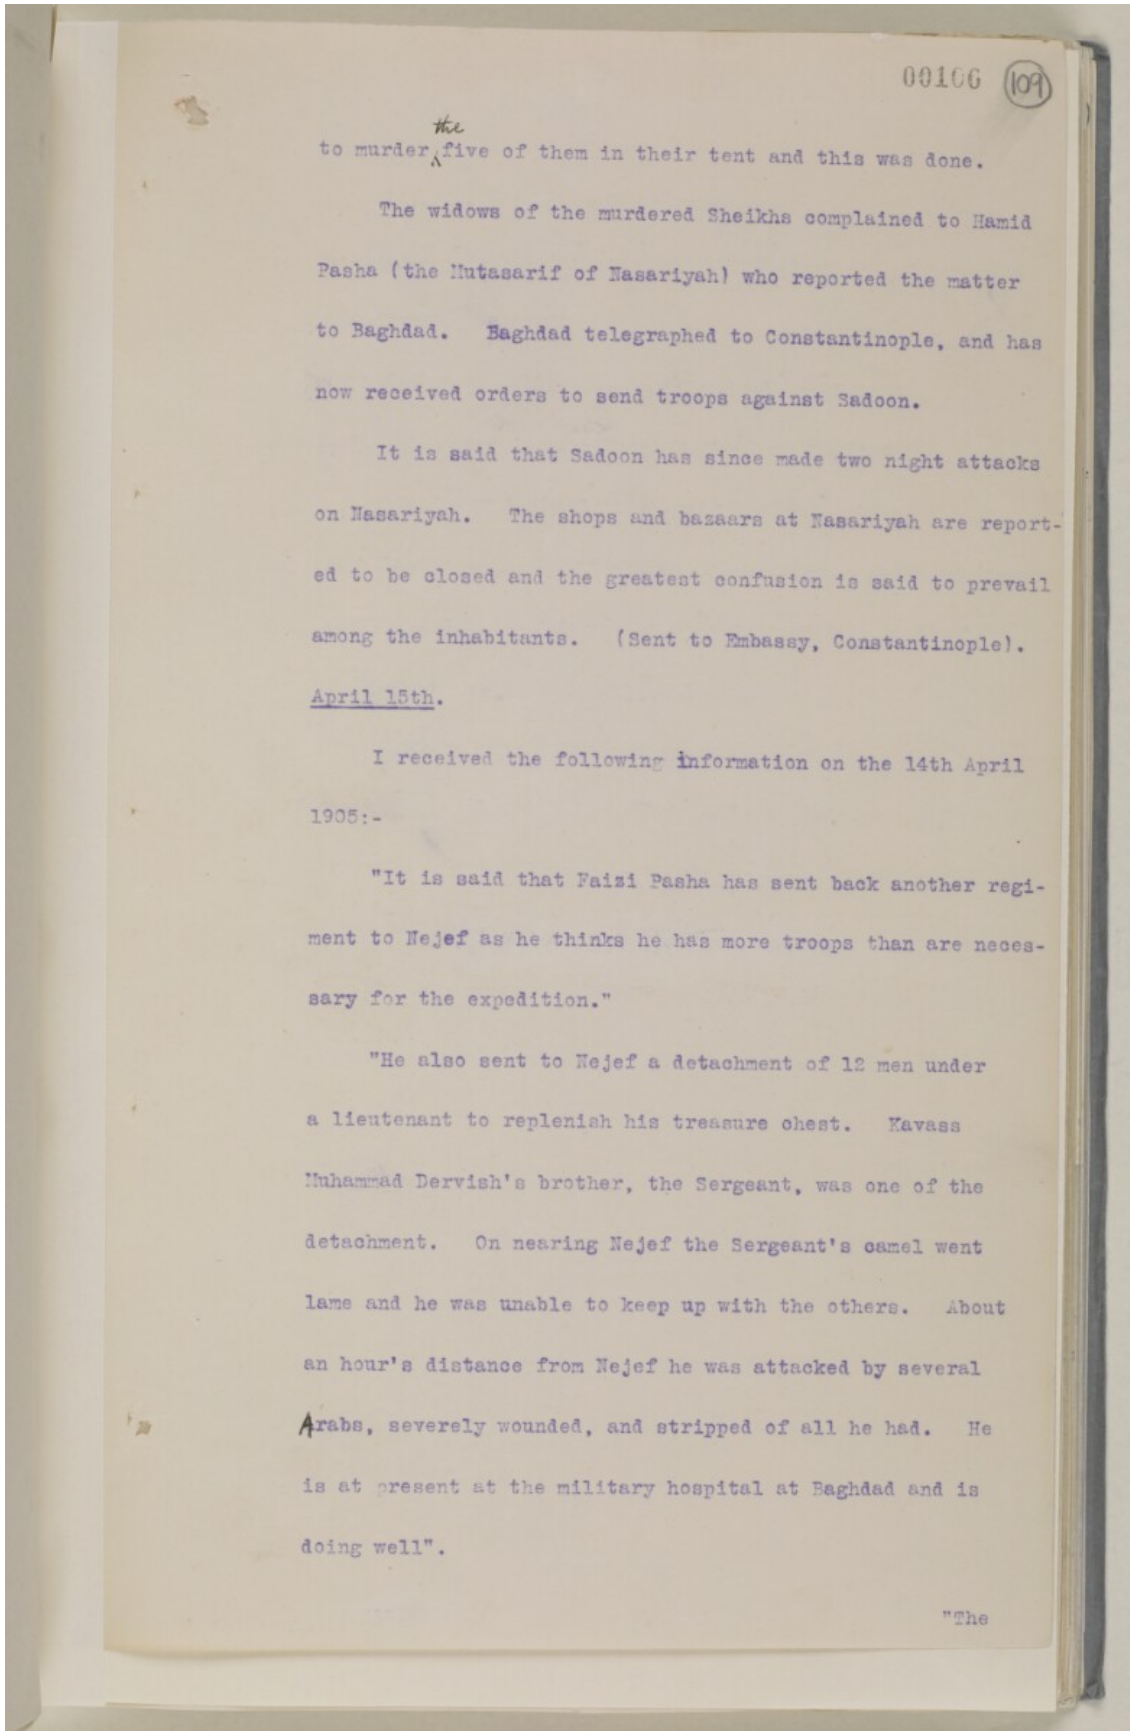 00106 109
the
to murder five of them in their tent and this was done.
The widows of the murdered Sheikhs complained to Hamid
Pasha (the Mutasarif of Nasariyah) who reported the matter
to Baghdad. Baghdad telegraphed to Constantinople, and has
now received orders to send troops against Sadoon.
It is said that Sadoon has since made two night attacks
on Nasariyah. The shops and bazaars at Nasariyah are report-
ed to be closed and the greatest confusion is said to prevail
among the inhabitants. (Sent to Embassy, Constantinople).
April 15th.
I received the following information on the 14th April
1905:-
"It is said that Faizi Pasha has sent back another regi-
ment to Nejef as he thinks he has more troops than are neces-
sary for the expedition."
"He also sent to Nejef a detachment of 12 men under
a lieutenant to replenish his treasure chest. Kavass
Muhammad Dervish's brother, the Sergeant, was one of the
detachment. On nearing Nejef the Sergeant's camel went
lame and he was unable to keep up with the others. About
an hour's distance from Nejef he was attacked by several
Arabs, severely wounded, and stripped of all he had. He
is at present at the military hospital at Baghdad and is
doing well".
"The